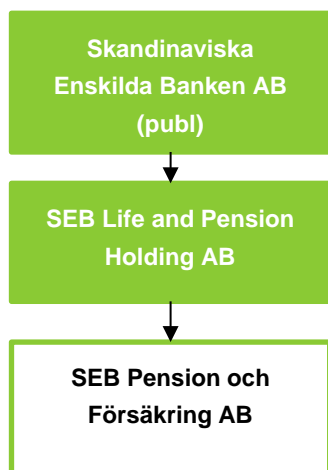 Skandinaviska
Enskilda Banken AB
(publ)
SEB Life and Pension
Holding AB
SEB Pension och
Försäkring AB